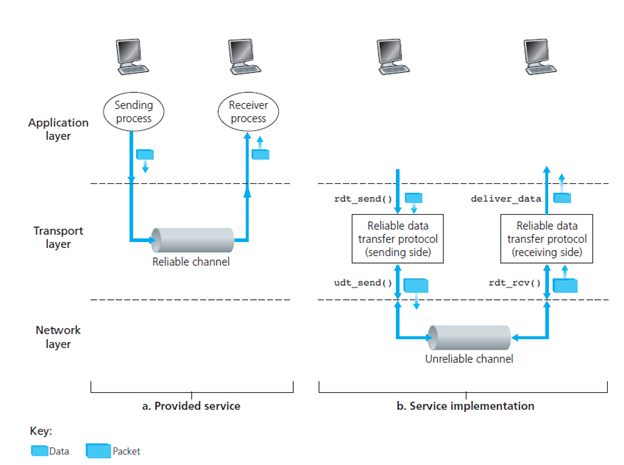 Application
layer
Sending
process
Receiver
process
rdt_send()
deliver_data
Transport
layer
Reliable channel
Reliable data
transfer protocol
(sending side)
Reliable data
transfer protocol
(receiving side)
udt_send()
rdt_rcv()
Network
layer
Unreliable channel
a. Provided service
b. Service implementation
Key:
Data
Packet